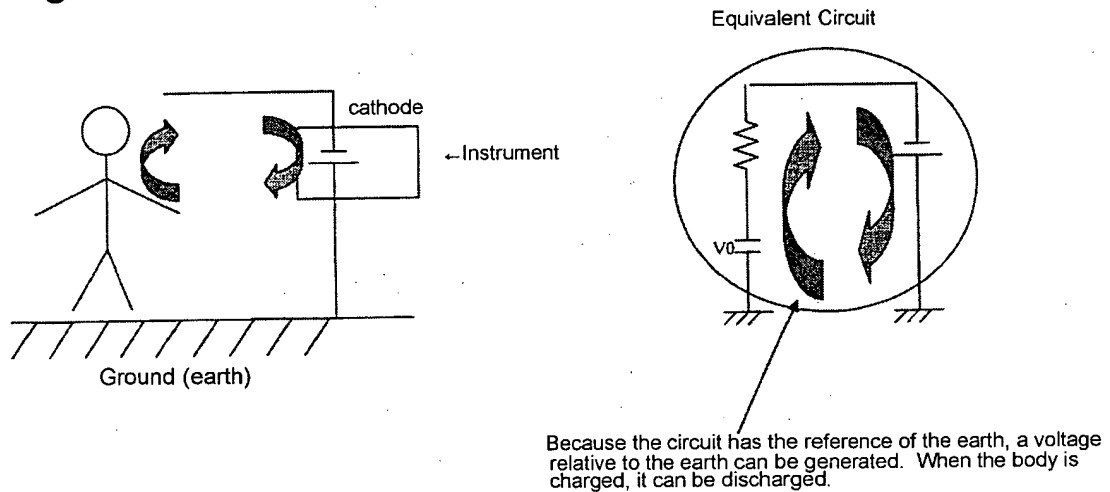 Equivalent Circuit
cathode
←Instrument
V0
Ground (earth)
Because the circuit has the reference of the earth, a voltage
relative to the earth can be generated. When the body is
charged, it can be discharged.